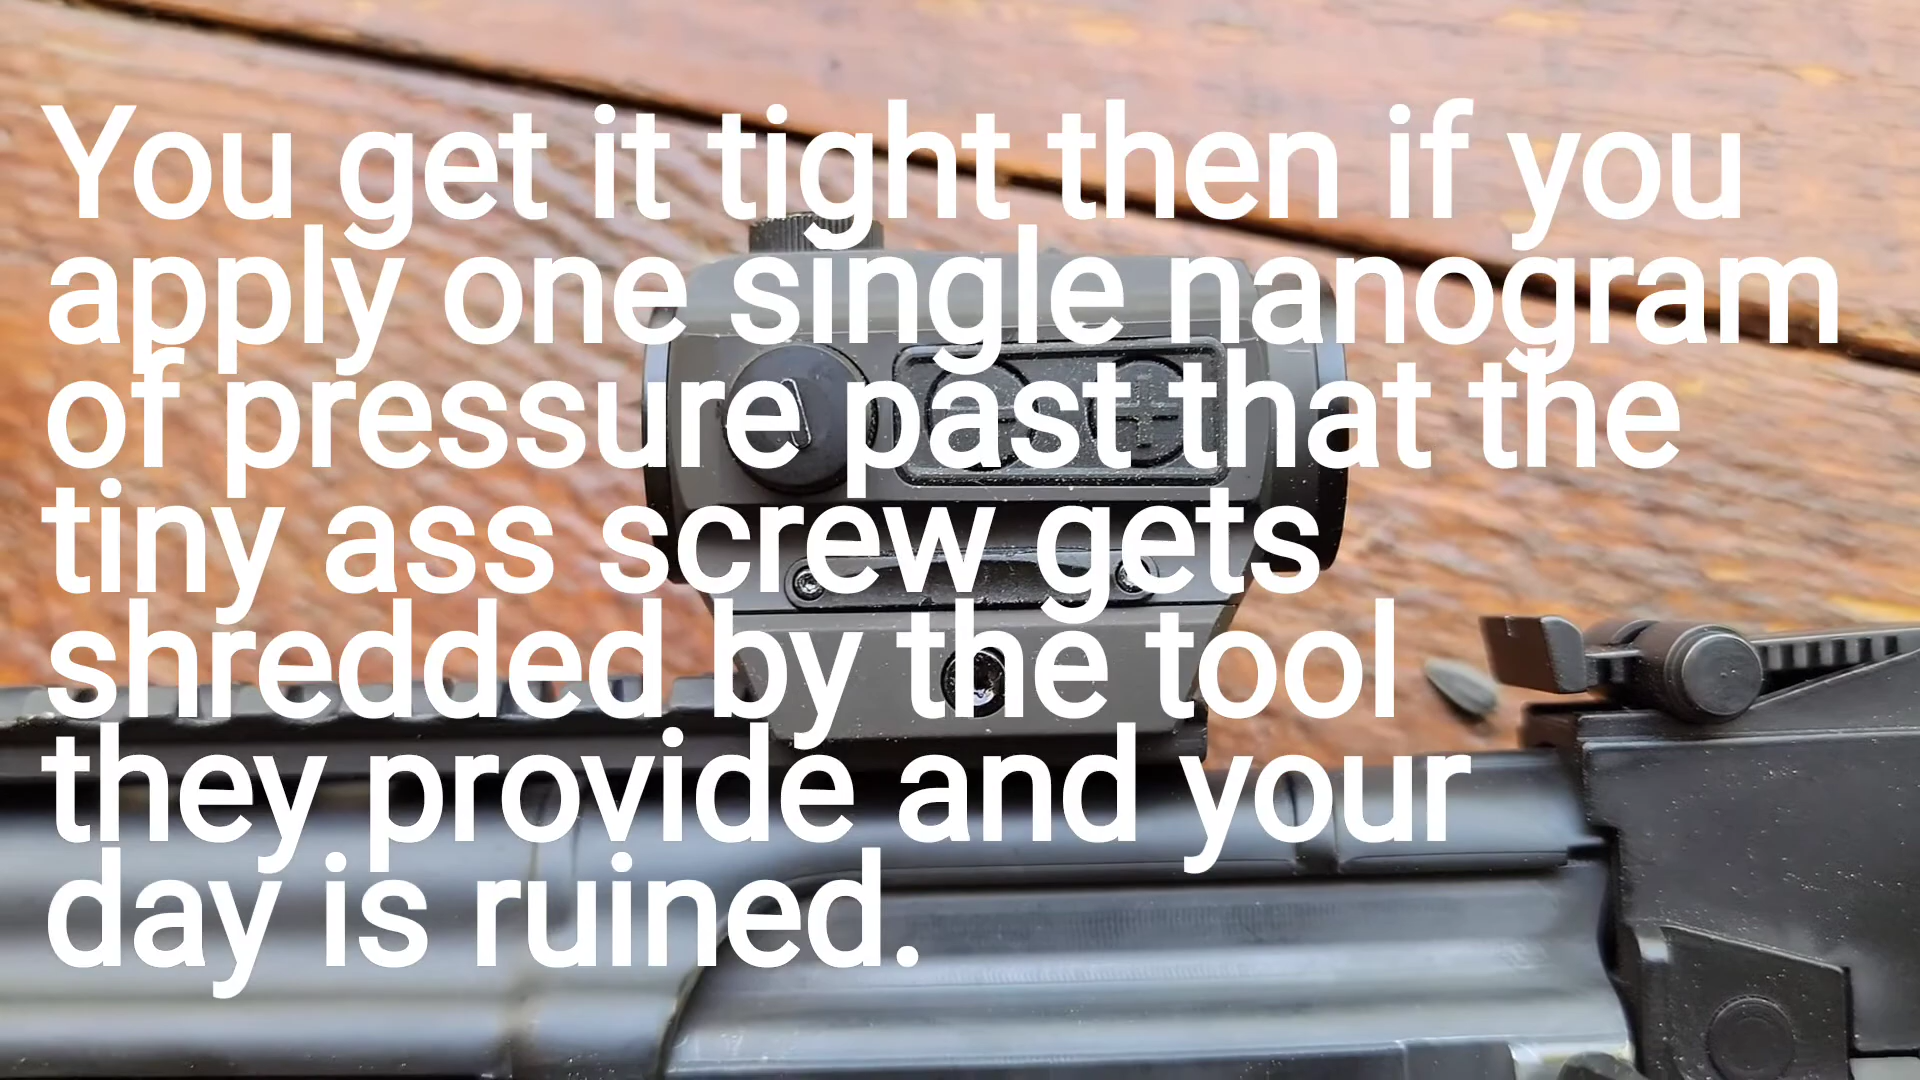 You get it tight then if you
apply one single nanogram
of pressure past that the
tiny ass screw gets
shredded by the tool
they provide and your
day is ruined.